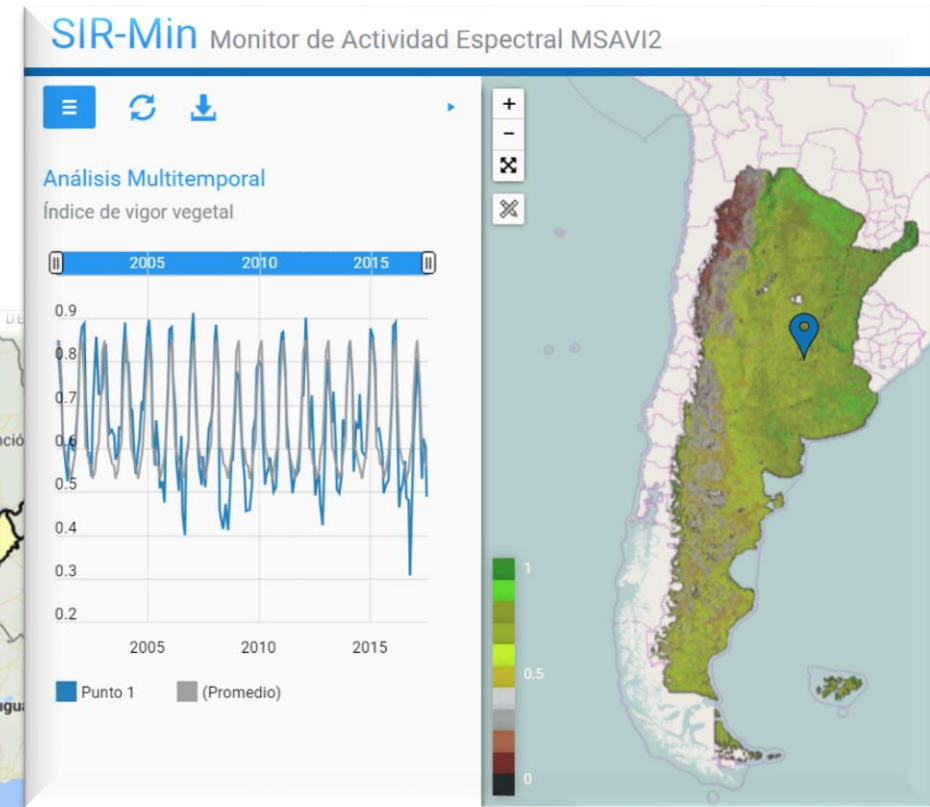 SIR-Min Monitor de Actividad Espectral MSAVI2
Análisis Multitemporal
Índice de vigor vegetal
2005 2010 2015
0.9
0.8
0.7
0.6
0.5
0.4
0.3
0.2
2005 2010 2015
Punto 1 (Promedio)
+
−
1
0.5
0